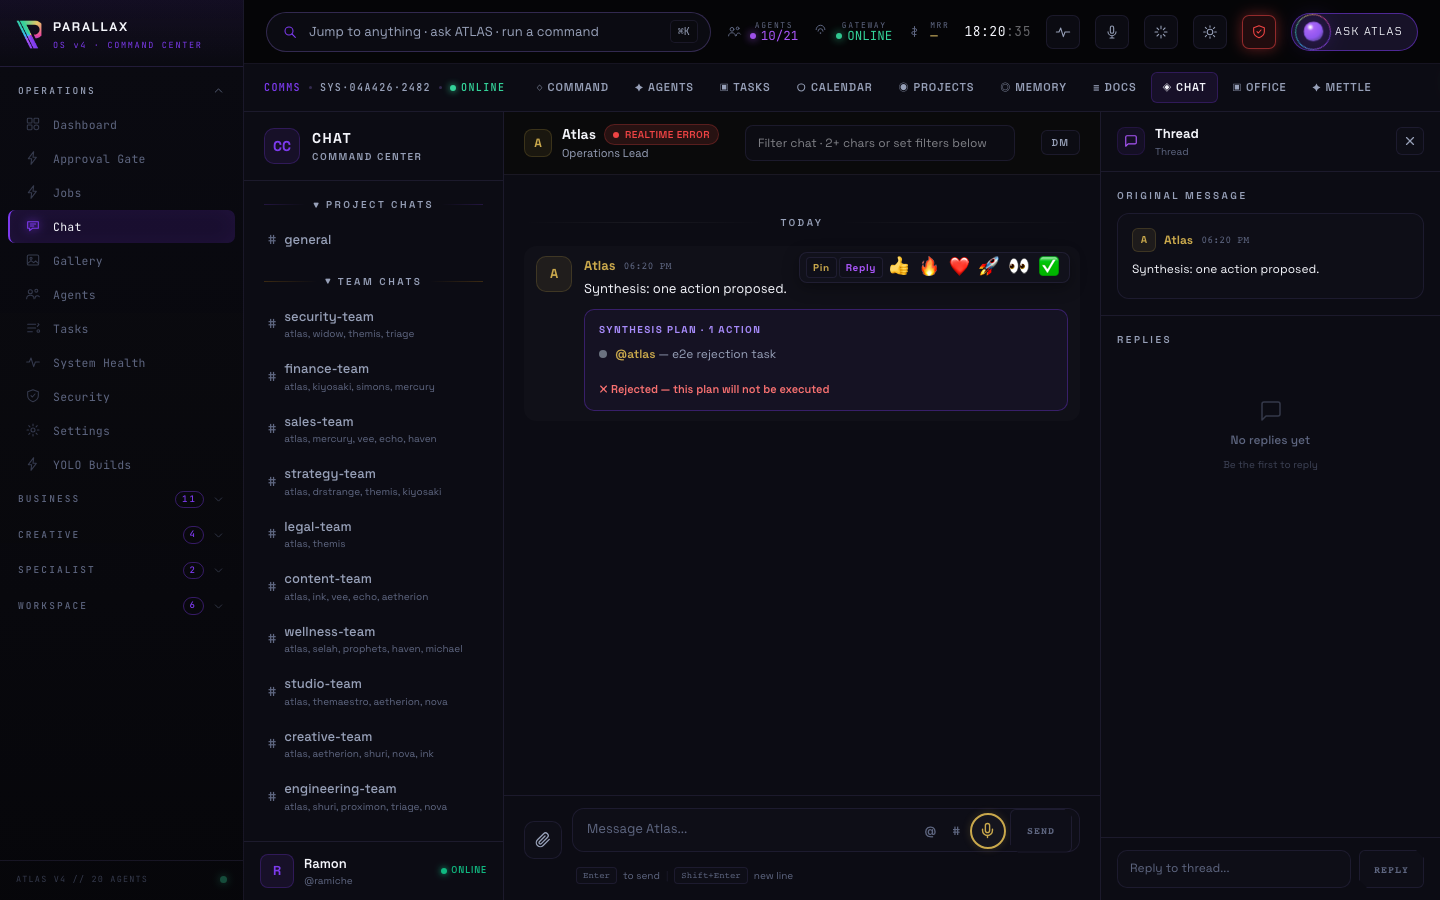 PARALLAX
OS v4 · COMMAND CENTER
OPERATIONS
Dashboard
Approval Gate
Jobs
Chat
Gallery
Agents
Tasks
System Health
Security
Settings
YOLO Builds
BUSINESS 11
CREATIVE 4
SPECIALIST 2
WORKSPACE 6
ATLAS V4 // 20 AGENTS
Jump to anything · ask ATLAS · run a command ⌘K
AGENTS
10/21
GATEWAY
ONLINE
MRR
—
18:20:35
ASK ATLAS
COMMS · SYS·04A426·2482 · ONLINE
COMMAND
AGENTS
TASKS
CALENDAR
PROJECTS
MEMORY
DOCS
CHAT
OFFICE
METTLE
CC
CHAT
COMMAND CENTER
▾ PROJECT CHATS
# general
▾ TEAM CHATS
# security-team
atlas, widow, themis, triage
# finance-team
atlas, kiyosaki, simons, mercury
# sales-team
atlas, mercury, vee, echo, haven
# strategy-team
atlas, drstrange, themis, kiyosaki
# legal-team
atlas, themis
# content-team
atlas, ink, vee, echo, aetherion
# wellness-team
atlas, selah, prophets, haven, michael
# studio-team
atlas, themaestro, aetherion, nova
# creative-team
atlas, aetherion, shuri, nova, ink
# engineering-team
atlas, shuri, proximon, triage, nova
R
Ramon
@ramiche
ONLINE
A
Atlas REALTIME ERROR
Operations Lead
Filter chat · 2+ chars or set filters below
DM
TODAY
A
Atlas 06:20 PM
Pin Reply 👍 🔥 ❤️ 🚀 👀 ✅
Synthesis: one action proposed.
SYNTHESIS PLAN · 1 ACTION
@atlas — e2e rejection task
✕ Rejected — this plan will not be executed
Message Atlas...
@ # SEND
Enter to send | Shift+Enter new line
Thread
Thread
✕
ORIGINAL MESSAGE
A Atlas 06:20 PM
Synthesis: one action proposed.
REPLIES
No replies yet
Be the first to reply
Reply to thread...
REPLY